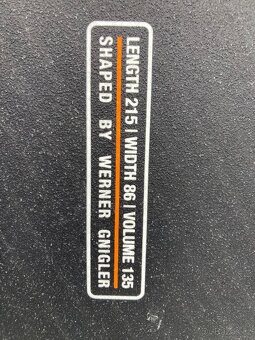 LENGTH 215 | WIDTH 86 | VOLUME 135
SHAPED BY WERNER GNIGLER